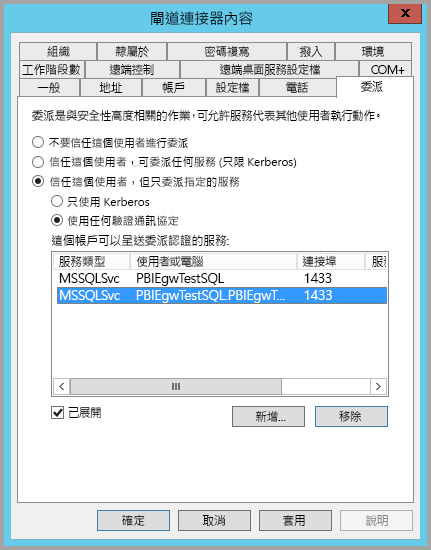 閘道連接器內容
x
組織 隸屬於 密碼複寫 撥入 環境
工作階段數 遠端控制 遠端桌面服務設定檔 COM+
一般 地址 帳戶 設定檔 電話 委派
委派是與安全性高度相關的作業,可允許服務代表其他使用者執行動作。
不要信任這個使用者進行委派
信任這個使用者,可委派任何服務 (只限 Kerberos)
信任這個使用者,但只委派指定的服務
只使用 Kerberos
使用任何驗證通訊協定
這個帳戶可以呈送委派認證的服務:
服務類型 使用者或電腦 連接埠 服務
MSSQLSvc PBIEgwTestSQL 1433
MSSQLSvc PBIEgwTestSQL.PBIEgwT... 1433
已展開 新增... 移除
確定 取消 套用 說明